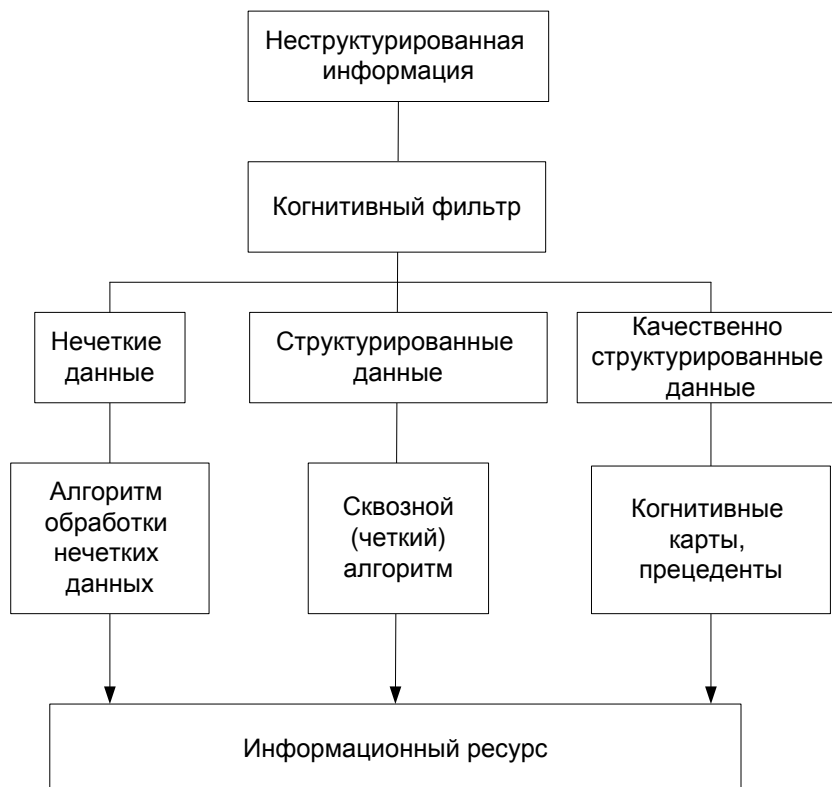 Неструктурированная
информация
Когнитивный фильтр
Нечеткие
данные
Структурированные
данные
Качественно
структурированные
данные
Алгоритм
обработки
нечетких
данных
Сквозной
(четкий)
алгоритм
Когнитивные
карты,
прецеденты
Информационный ресурс